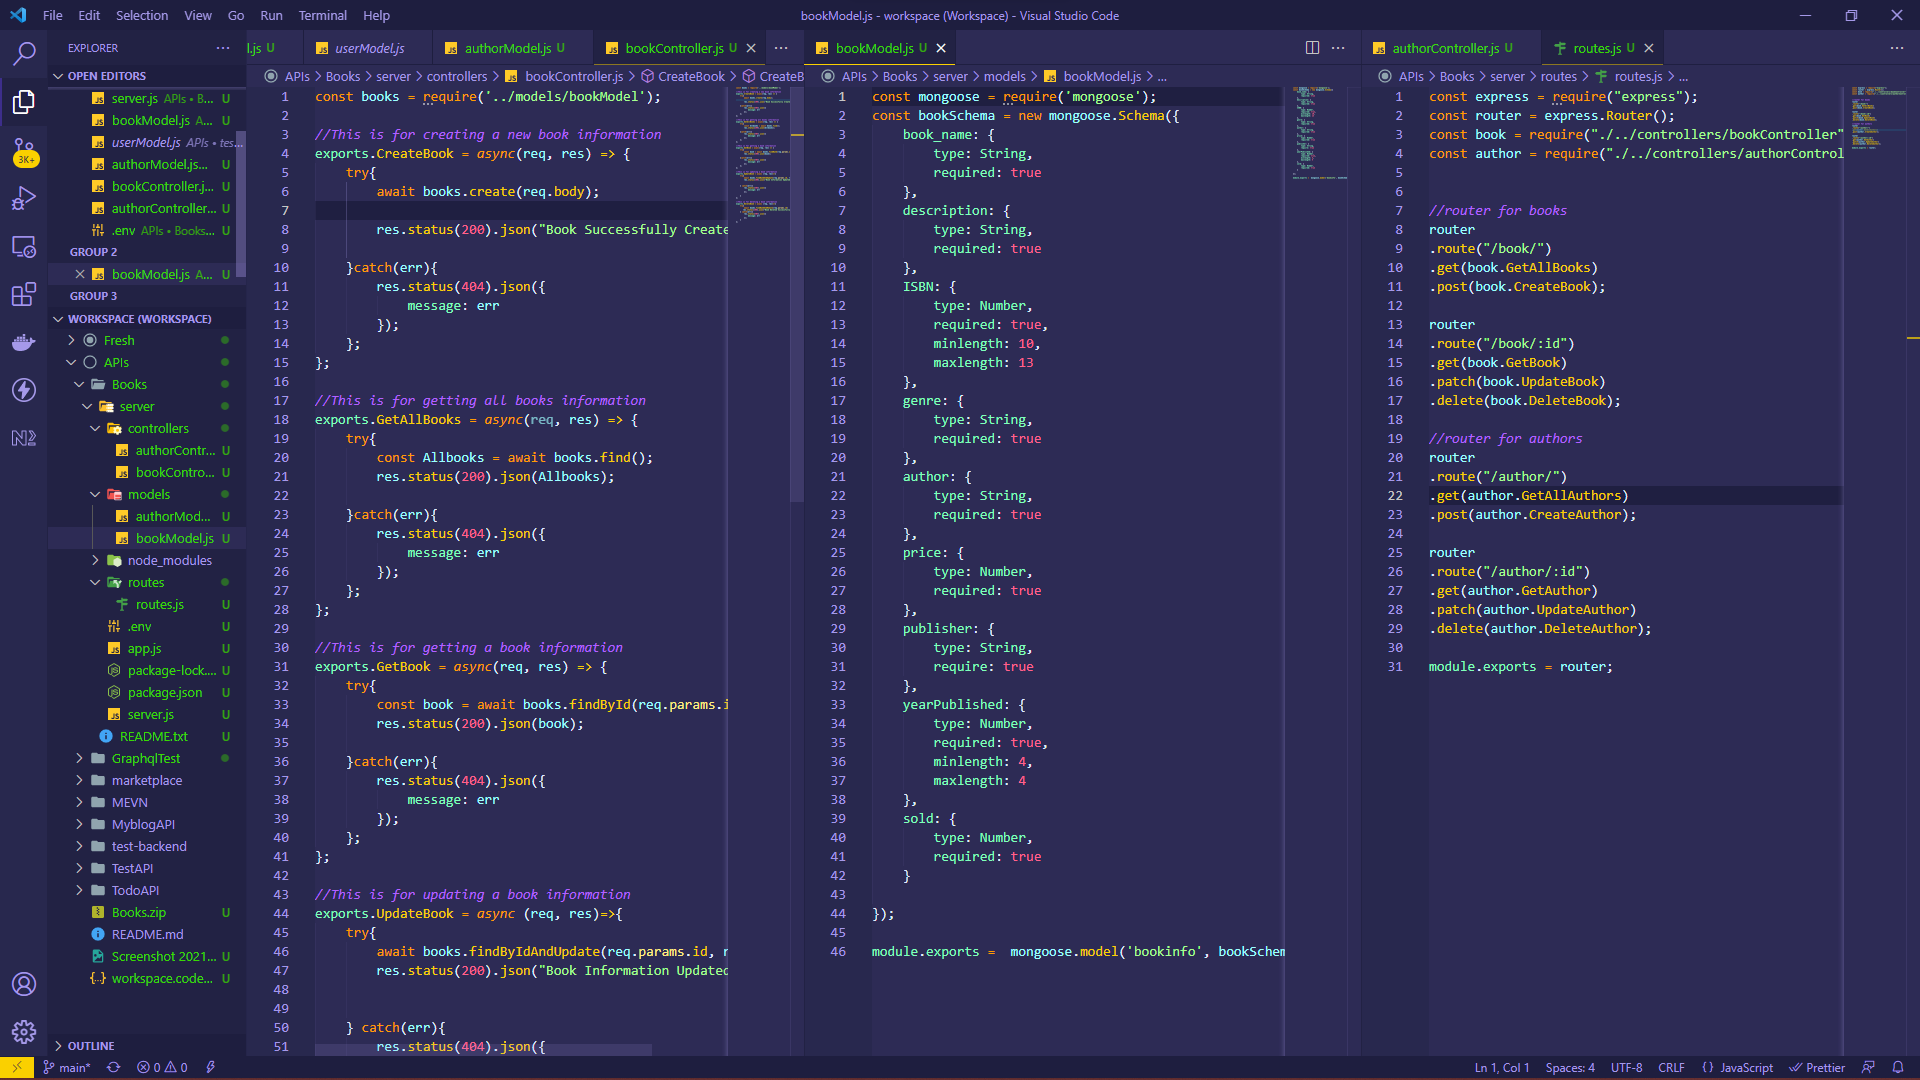 File Edit Selection View Go Run Terminal Help
bookModel.js - workspace (Workspace) - Visual Studio Code
EXPLORER
OPEN EDITORS
server.js APIs • B... U
bookModel.js A... U
userModel.js APIs • tes...
authorModel.js... U
bookController.j... U
authorController... U
.env APIs • Books... U
GROUP 2
bookModel.js A... U
GROUP 3
WORKSPACE (WORKSPACE)
Fresh
APIs
Books
server
controllers
authorContr... U
bookContro... U
models
authorMod... U
bookModel.js U
node_modules
routes
routes.js U
.env U
app.js U
package-lock.... U
package.json U
server.js U
README.txt U
GraphqlTest
marketplace
MEVN
MyblogAPI
test-backend
TestAPI
TodoAPI
Books.zip U
README.md
Screenshot 2021... U
workspace.code... U
OUTLINE
3K+
l.js U userModel.js authorModel.js U bookController.js U
APIs > Books > server > controllers > bookController.js > CreateBook > CreateB
1 const books = require('../models/bookModel');
2
3 //This is for creating a new book information
4 exports.CreateBook = async(req, res) => {
5 try{
6 await books.create(req.body);
7
8 res.status(200).json("Book Successfully Create
9
10 }catch(err){
11 res.status(404).json({
12 message: err
13 });
14 };
15 };
16
17 //This is for getting all books information
18 exports.GetAllBooks = async(req, res) => {
19 try{
20 const Allbooks = await books.find();
21 res.status(200).json(Allbooks);
22
23 }catch(err){
24 res.status(404).json({
25 message: err
26 });
27 };
28 };
29
30 //This is for getting a book information
31 exports.GetBook = async(req, res) => {
32 try{
33 const book = await books.findById(req.params.i
34 res.status(200).json(book);
35
36 }catch(err){
37 res.status(404).json({
38 message: err
39 });
40 };
41 };
42
43 //This is for updating a book information
44 exports.UpdateBook = async (req, res)=>{
45 try{
46 await books.findByIdAndUpdate(req.params.id, r
47 res.status(200).json("Book Information Updated
48
49
50 } catch(err){
51 res.status(404).json({
bookModel.js U
APIs > Books > server > models > bookModel.js > ...
1 const mongoose = require('mongoose');
2 const bookSchema = new mongoose.Schema({
3 book_name: {
4 type: String,
5 required: true
6 },
7 description: {
8 type: String,
9 required: true
10 },
11 ISBN: {
12 type: Number,
13 required: true,
14 minlength: 10,
15 maxlength: 13
16 },
17 genre: {
18 type: String,
19 required: true
20 },
21 author: {
22 type: String,
23 required: true
24 },
25 price: {
26 type: Number,
27 required: true
28 },
29 publisher: {
30 type: String,
31 require: true
32 },
33 yearPublished: {
34 type: Number,
35 required: true,
36 minlength: 4,
37 maxlength: 4
38 },
39 sold: {
40 type: Number,
41 required: true
42 }
43
44 });
45
46 module.exports = mongoose.model('bookinfo', bookSchem
authorController.js U routes.js U
APIs > Books > server > routes > routes.js > ...
1 const express = require("express");
2 const router = express.Router();
3 const book = require("./../controllers/bookController"
4 const author = require("./../controllers/authorControl
5
6
7 //router for books
8 router
9 .route("/book/")
10 .get(book.GetAllBooks)
11 .post(book.CreateBook);
12
13 router
14 .route("/book/:id")
15 .get(book.GetBook)
16 .patch(book.UpdateBook)
17 .delete(book.DeleteBook);
18
19 //router for authors
20 router
21 .route("/author/")
22 .get(author.GetAllAuthors)
23 .post(author.CreateAuthor);
24
25 router
26 .route("/author/:id")
27 .get(author.GetAuthor)
28 .patch(author.UpdateAuthor)
29 .delete(author.DeleteAuthor);
30
31 module.exports = router;
main* 0 0
Ln 1, Col 1 Spaces: 4 UTF-8 CRLF {} JavaScript Prettier